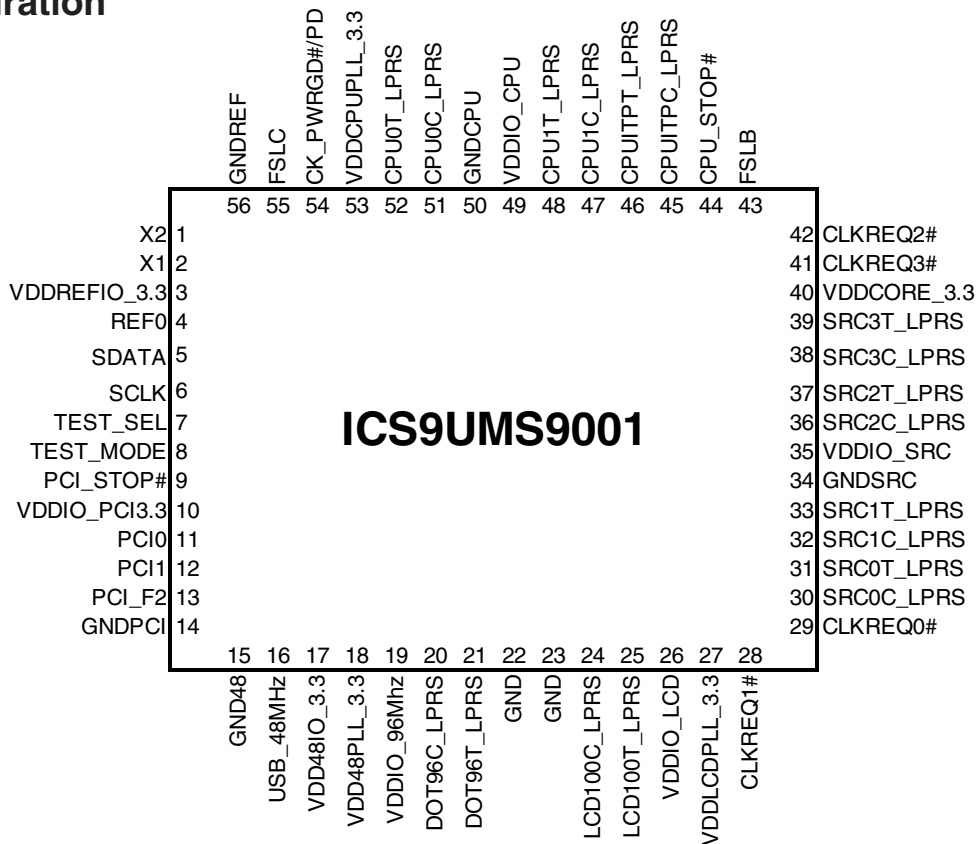 uration
GNDREF
FSLC
CK_PWRGD#/PD
VDDCPUPLL_3.3
CPU0T_LPRS
CPU0C_LPRS
GNDCPU
VDDIO_CPU
CPU1T_LPRS
CPU1C_LPRS
CPUITPT_LPRS
CPUITPC_LPRS
CPU_STOP#
FSLB
56 55 54 53 52 51 50 49 48 47 46 45 44 43
X2 1
X1 2
VDDREFIO_3.3 3
REF0 4
SDATA 5
SCLK 6
TEST_SEL 7
TEST_MODE 8
PCI_STOP# 9
VDDIO_PCI3.3 10
PCI0 11
PCI1 12
PCI_F2 13
GNDPCI 14
ICS9UMS9001
42 CLKREQ2#
41 CLKREQ3#
40 VDDCORE_3.3
39 SRC3T_LPRS
38 SRC3C_LPRS
37 SRC2T_LPRS
36 SRC2C_LPRS
35 VDDIO_SRC
34 GNDSRC
33 SRC1T_LPRS
32 SRC1C_LPRS
31 SRC0T_LPRS
30 SRC0C_LPRS
29 CLKREQ0#
15 16 17 18 19 20 21 22 23 24 25 26 27 28
GND48
USB_48MHz
VDD48IO_3.3
VDD48PLL_3.3
VDDIO_96Mhz
DOT96C_LPRS
DOT96T_LPRS
GND
GND
LCD100C_LPRS
LCD100T_LPRS
VDDIO_LCD
VDDLCDPLL_3.3
CLKREQ1#